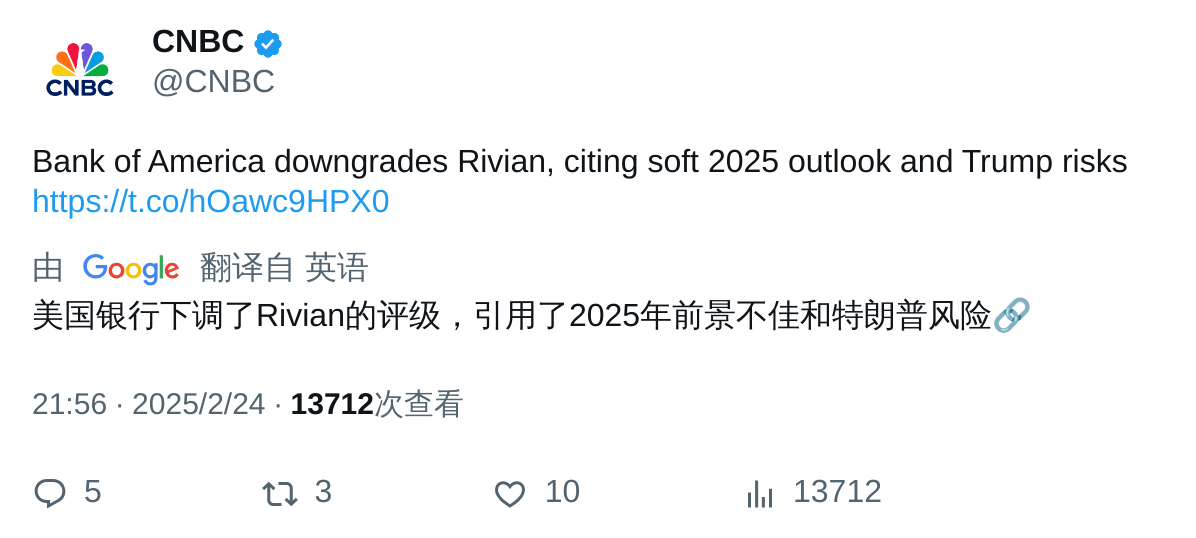 CNBC
CNBC
@CNBC
Bank of America downgrades Rivian, citing soft 2025 outlook and Trump risks
https://t.co/hOawc9HPX0
由 Google 翻译自 英语
美国银行下调了Rivian的评级，引用了2025年前景不佳和特朗普风险🔗
21:56 · 2025/2/24 · 13712次查看
5 3 10 13712